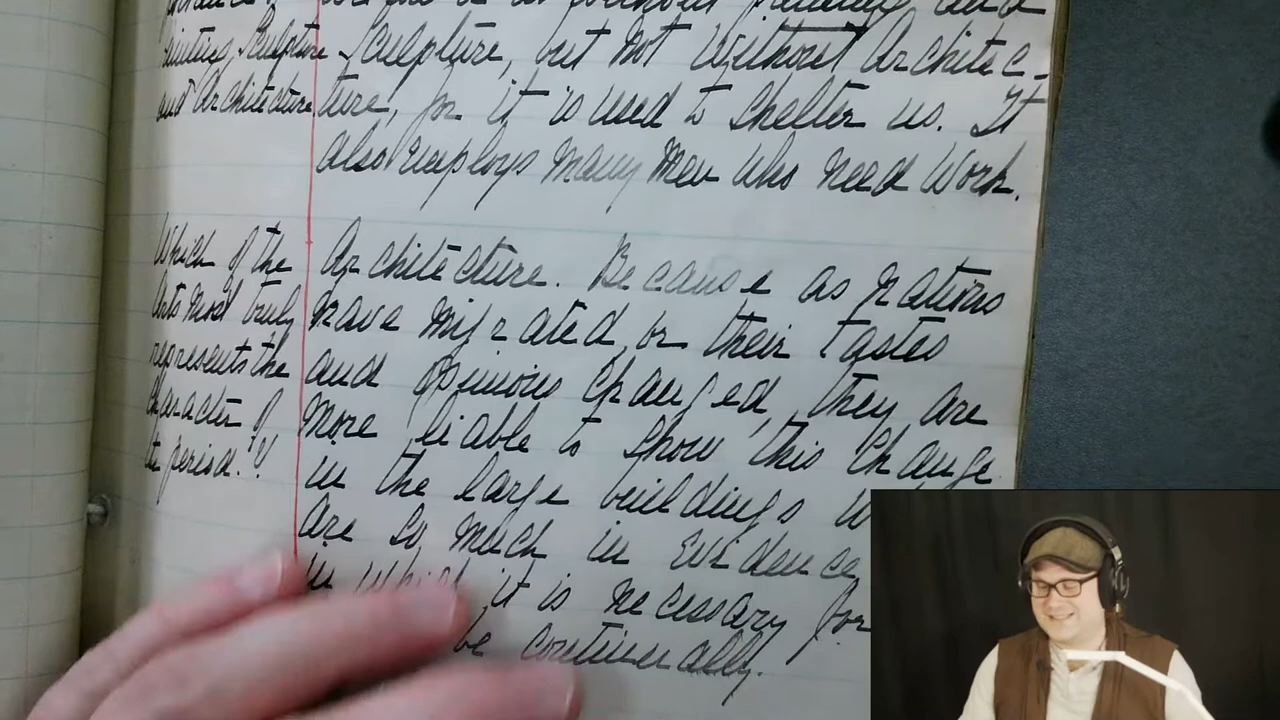 Painting, Sculpture
and Architecture
Sculpture, but not without Architec-
ture, for it is used to shelter us. It
also employs many men who need work.
Which of the
arts most truly
represents the
character of
the period?
Architecture. Because as nations
have migrated or their tastes
and opinions changed, they are
more liable to show this change
in the large buildings
are so much in evidence
in which it is necessary for
be continually.